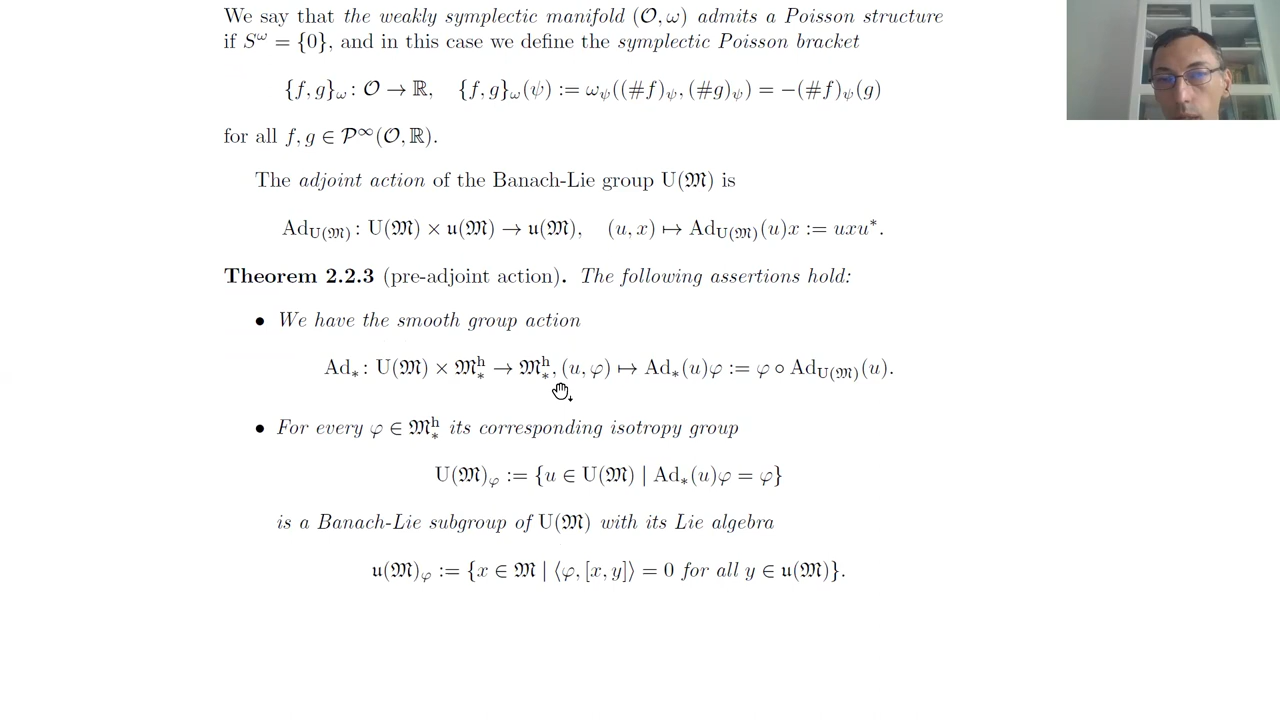 We say that the weakly symplectic manifold (𝒪, ω) admits a Poisson structure
if S^ω = {0}, and in this case we define the symplectic Poisson bracket
{f, g}_ω : 𝒪 → ℝ, {f, g}_ω(ψ) := ω_ψ((#f)_ψ, (#g)_ψ) = −(#f)_ψ(g)
for all f, g ∈ 𝒫^∞(𝒪, ℝ).
The adjoint action of the Banach-Lie group U(𝔐) is
Ad_{U(𝔐)} : U(𝔐) × 𝔲(𝔐) → 𝔲(𝔐), (u, x) ↦ Ad_{U(𝔐)}(u)x := uxu*.
Theorem 2.2.3 (pre-adjoint action). The following assertions hold:
• We have the smooth group action
Ad_* : U(𝔐) × 𝔐_*^h → 𝔐_*^h, (u, φ) ↦ Ad_*(u)φ := φ ∘ Ad_{U(𝔐)}(u).
• For every φ ∈ 𝔐_*^h its corresponding isotropy group
U(𝔐)_φ := {u ∈ U(𝔐) | Ad_*(u)φ = φ}
is a Banach-Lie subgroup of U(𝔐) with its Lie algebra
𝔲(𝔐)_φ := {x ∈ 𝔐 | ⟨φ, [x, y]⟩ = 0 for all y ∈ 𝔲(𝔐)}.